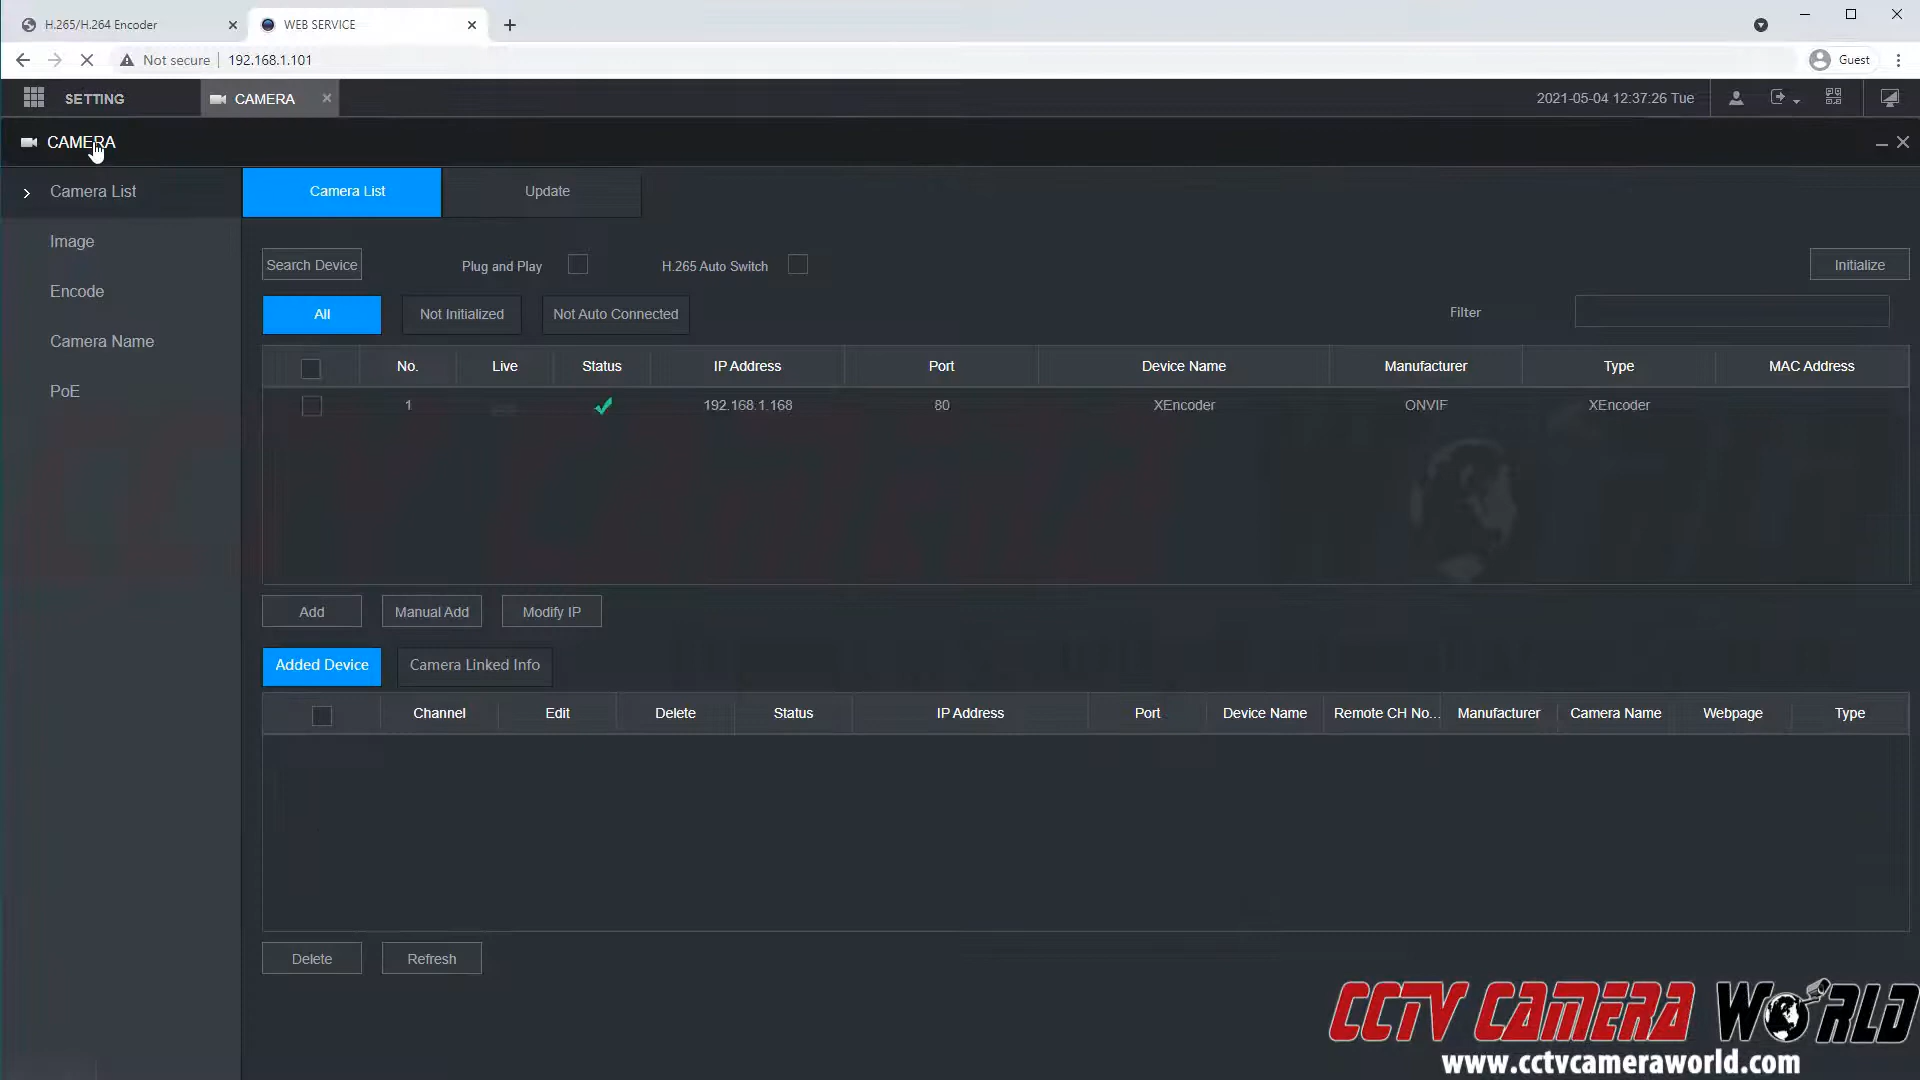 H.265/H.264 Encoder
WEB SERVICE
Not secure
192.168.1.101
Guest
SETTING
CAMERA
2021-05-04 12:37:26 Tue
CAMERA
Camera List
Image
Encode
Camera Name
PoE
Camera List
Update
Search Device
Plug and Play
H.265 Auto Switch
Initialize
All
Not Initialized
Not Auto Connected
Filter
No. Live Status IP Address Port Device Name Manufacturer Type MAC Address
1 192.168.1.168 80 XEncoder ONVIF XEncoder
Add
Manual Add
Modify IP
Added Device
Camera Linked Info
Channel Edit Delete Status IP Address Port Device Name Remote CH No... Manufacturer Camera Name Webpage Type
Delete
Refresh
CCTV CAMERA WORLD
www.cctvcameraworld.com